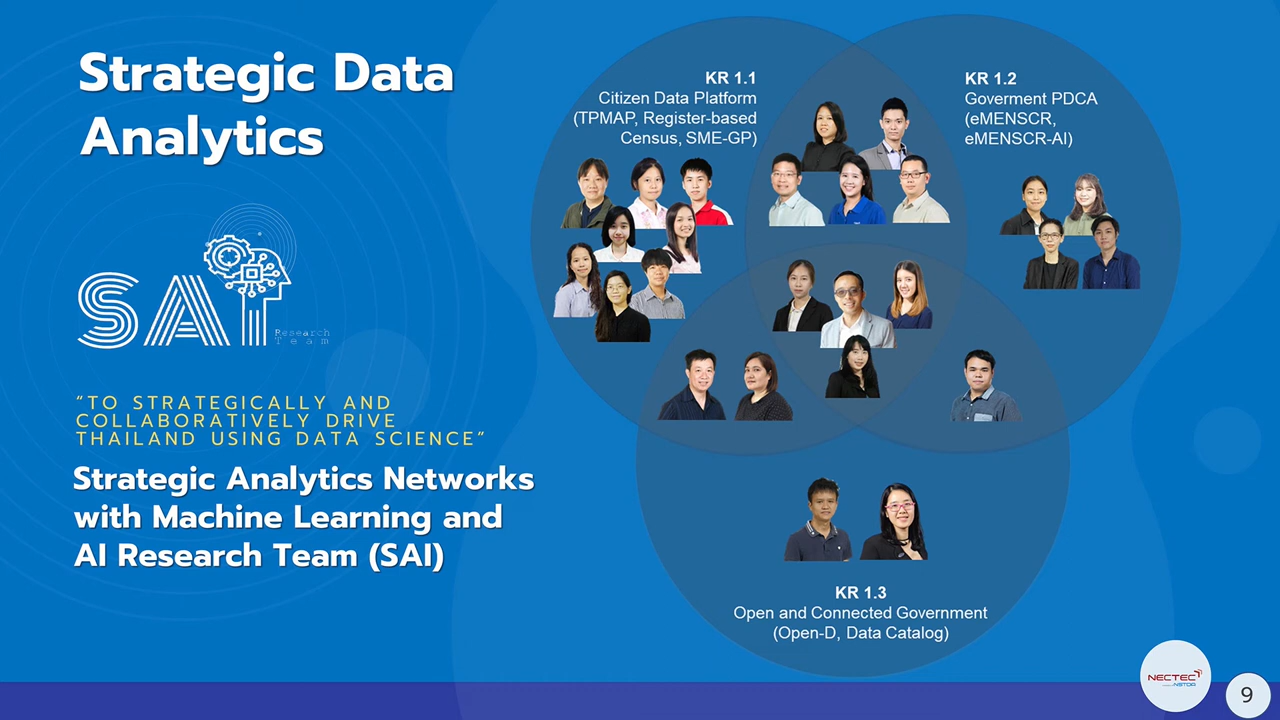 Strategic Data
Analytics
SAI
Research
Team
“TO STRATEGICALLY AND
COLLABORATIVELY DRIVE
THAILAND USING DATA SCIENCE”
Strategic Analytics Networks
with Machine Learning and
AI Research Team (SAI)
KR 1.1
Citizen Data Platform
(TPMAP, Register-based
Census, SME-GP)
KR 1.2
Goverment PDCA
(eMENSCR,
eMENSCR-AI)
KR 1.3
Open and Connected Government
(Open-D, Data Catalog)
NECTEC
NSTDA
9